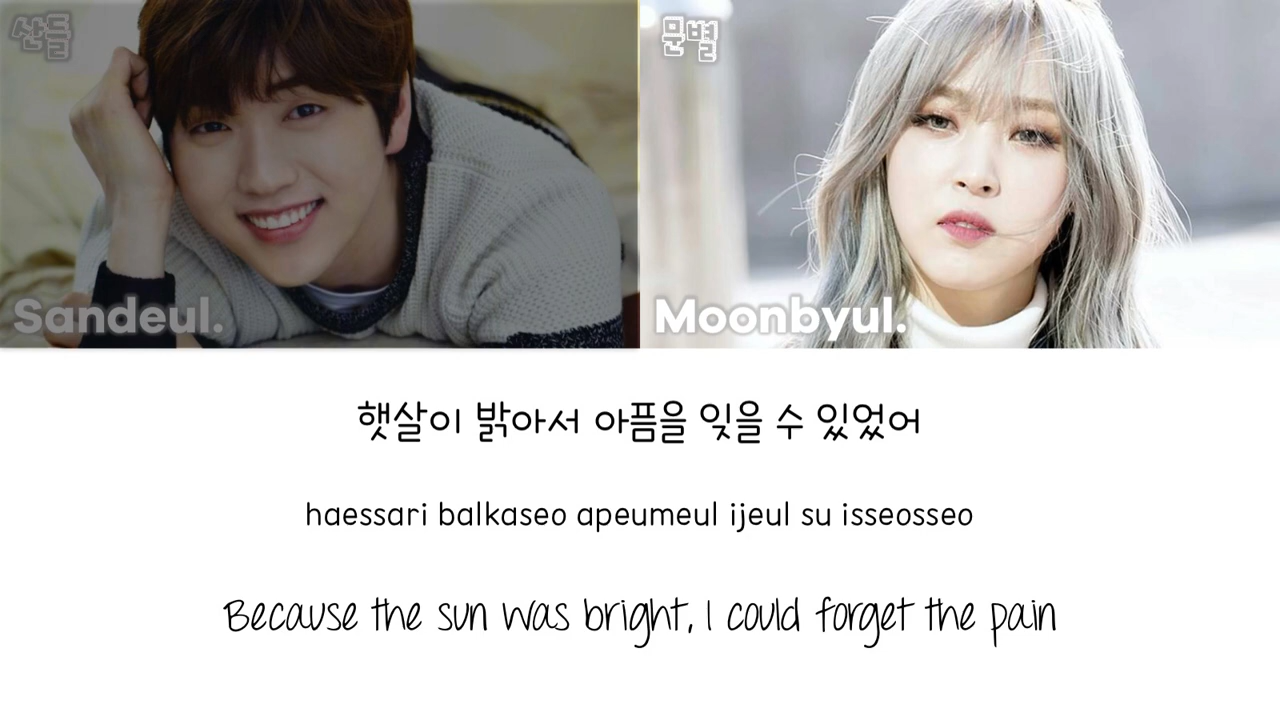 산들
문별
Sandeul.
Moonbyul.
햇살이 밝아서 아픔을 잊을 수 있었어
haessari balkaseo apeumeul ijeul su isseosseo
Because the sun was bright, I could forget the pain